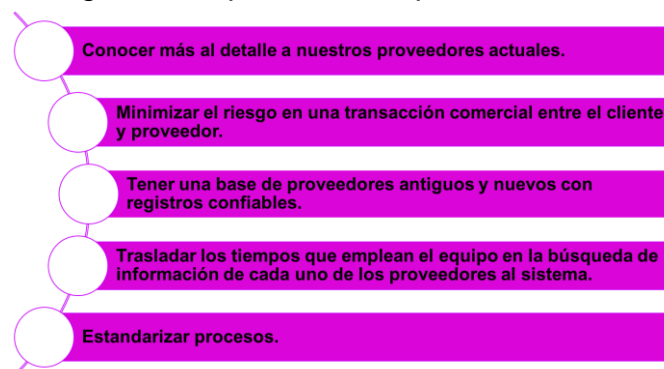 Conocer más al detalle a nuestros proveedores actuales.
Minimizar el riesgo en una transacción comercial entre el cliente
y proveedor.
Tener una base de proveedores antiguos y nuevos con
registros confiables.
Trasladar los tiempos que emplean el equipo en la búsqueda de
información de cada uno de los proveedores al sistema.
Estandarizar procesos.